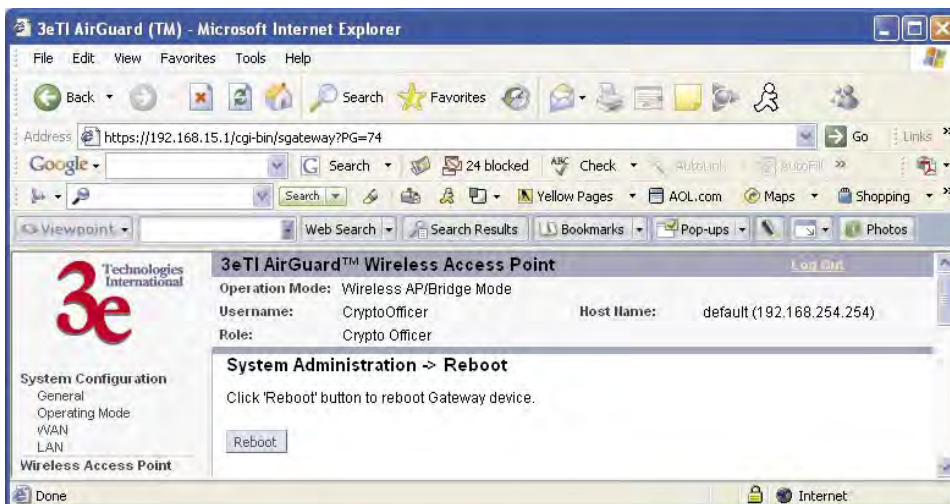 3eTI AirGuard (TM) - Microsoft Internet Explorer
File Edit View Favorites Tools Help
Back Search Favorites
Address https://192.168.15.1/cgi-bin/sgateway?PG=74 Go Links »
Google Search 24 blocked ABC Check AutoLink AutoFill »
Search Yellow Pages AOL.com Maps Shopping »
Viewpoint Web Search Search Results Bookmarks Pop-ups Photos
3e Technologies International
3eTI AirGuard™ Wireless Access Point Log Out
Operation Mode: Wireless AP/Bridge Mode
Username: CryptoOfficer Host Name: default (192.168.254.254)
Role: Crypto Officer
System Configuration
General
Operating Mode
WAN
LAN
Wireless Access Point
System Administration -> Reboot
Click 'Reboot' button to reboot Gateway device.
Reboot
Done Internet